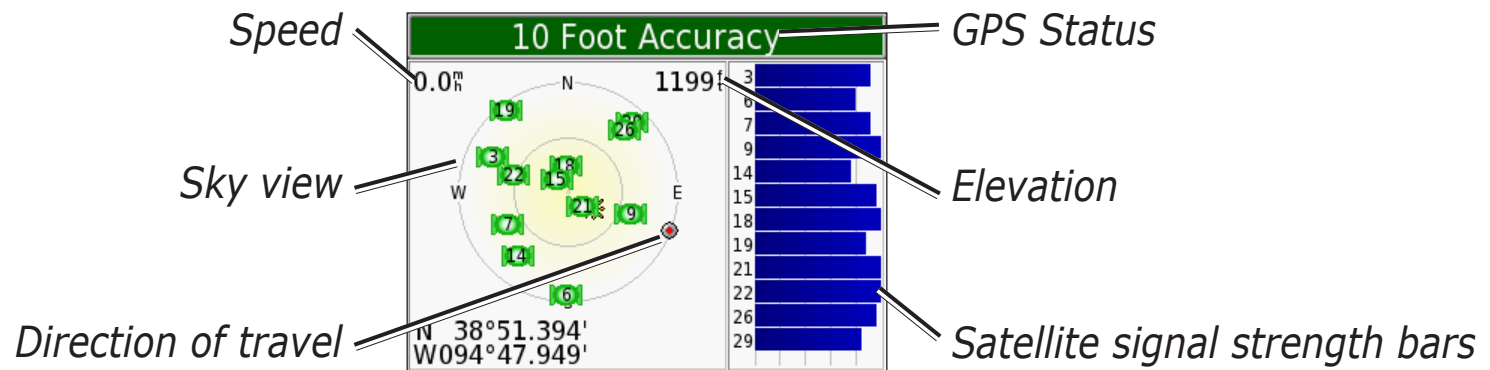 Speed
10 Foot Accuracy
GPS Status
0.0mh
N
1199ft
19
26
3
22
18
15
W
E
21
9
7
14
6
Sky view
Elevation
Direction of travel
N 38°51.394'
W094°47.949'
3
6
7
9
14
15
18
19
21
22
26
29
Satellite signal strength bars